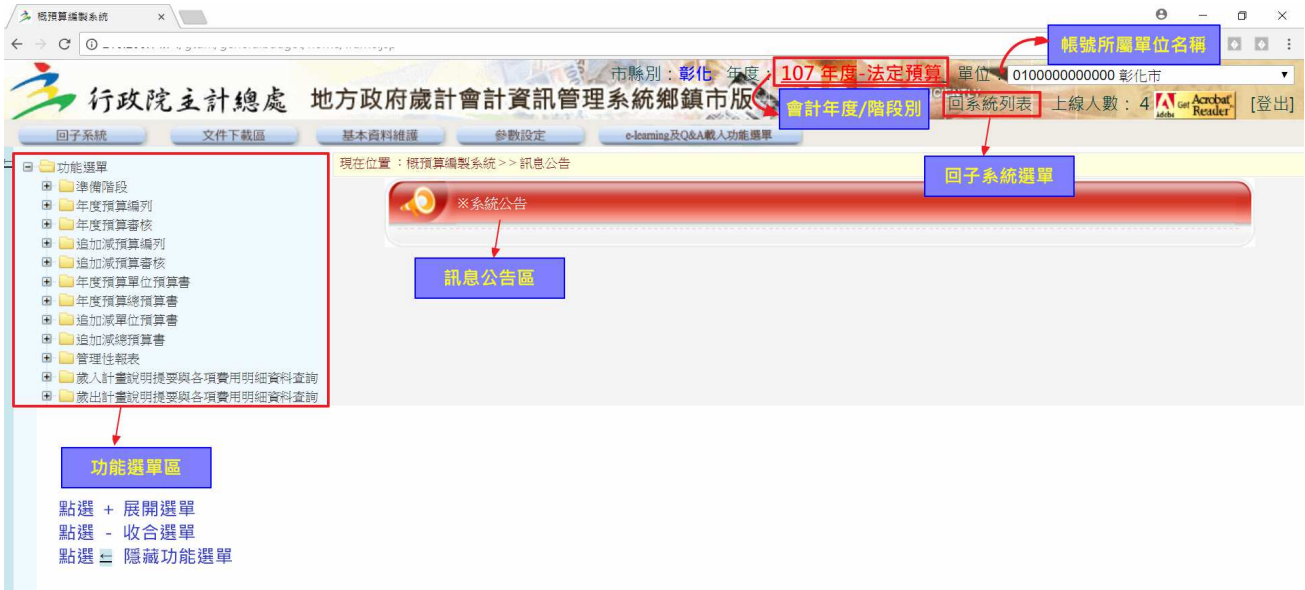 概預算編製系統
帳號所屬單位名稱
市縣別：彰化 年度：107 年度-法定預算 單位：0100000000000 彰化市
行政院主計總處 地方政府歲計會計資訊管理系統鄉鎮市版
會計年度/階段別
回系統列表 上線人數：4 Adobe Get Acrobat Reader [登出]
回子系統 文件下載區 基本資料維護 參數設定 e-learning及Q&A載入功能選單
現在位置：概預算編製系統>>訊息公告
回子系統選單
功能選單
準備階段
年度預算編列
年度預算審核
追加減預算編列
追加減預算審核
年度預算單位預算書
年度預算總預算書
追加減單位預算書
追加減總預算書
管理性報表
歲入計畫說明提要與各項費用明細資料查詢
歲出計畫說明提要與各項費用明細資料查詢
※系統公告
訊息公告區
功能選單區
點選 + 展開選單
點選 - 收合選單
點選 隱藏功能選單